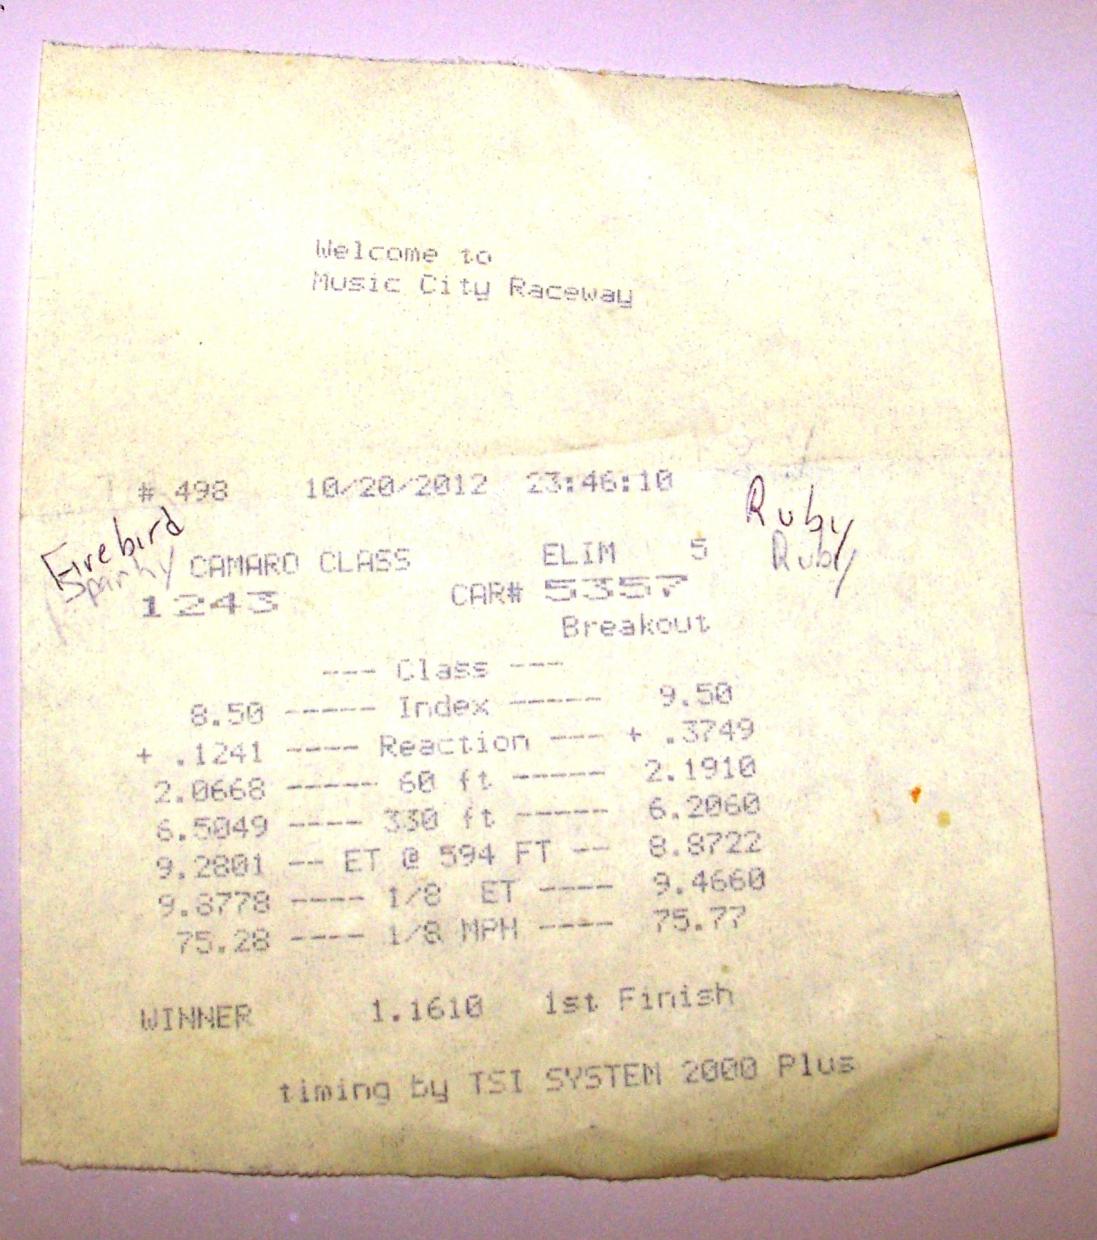 Welcome to
Music City Raceway
# 498 10/20/2012 23:46:10
Firebird Ruby
Sparky Ruby
CAMARO CLASS ELIM 5
1243 CAR# 5357
Breakout
--- Class ---
8.50 ----- Index ----- 9.50
+ .1241 ---- Reaction --- + .3749
2.0668 ----- 60 ft ----- 2.1910
6.5049 ---- 330 ft ----- 6.2060
9.2801 -- ET @ 594 FT -- 8.8722
9.8778 ---- 1/8 ET ---- 9.4660
75.28 ---- 1/8 MPH ---- 75.77
WINNER 1.1610 1st Finish
timing by TSI SYSTEM 2000 Plus